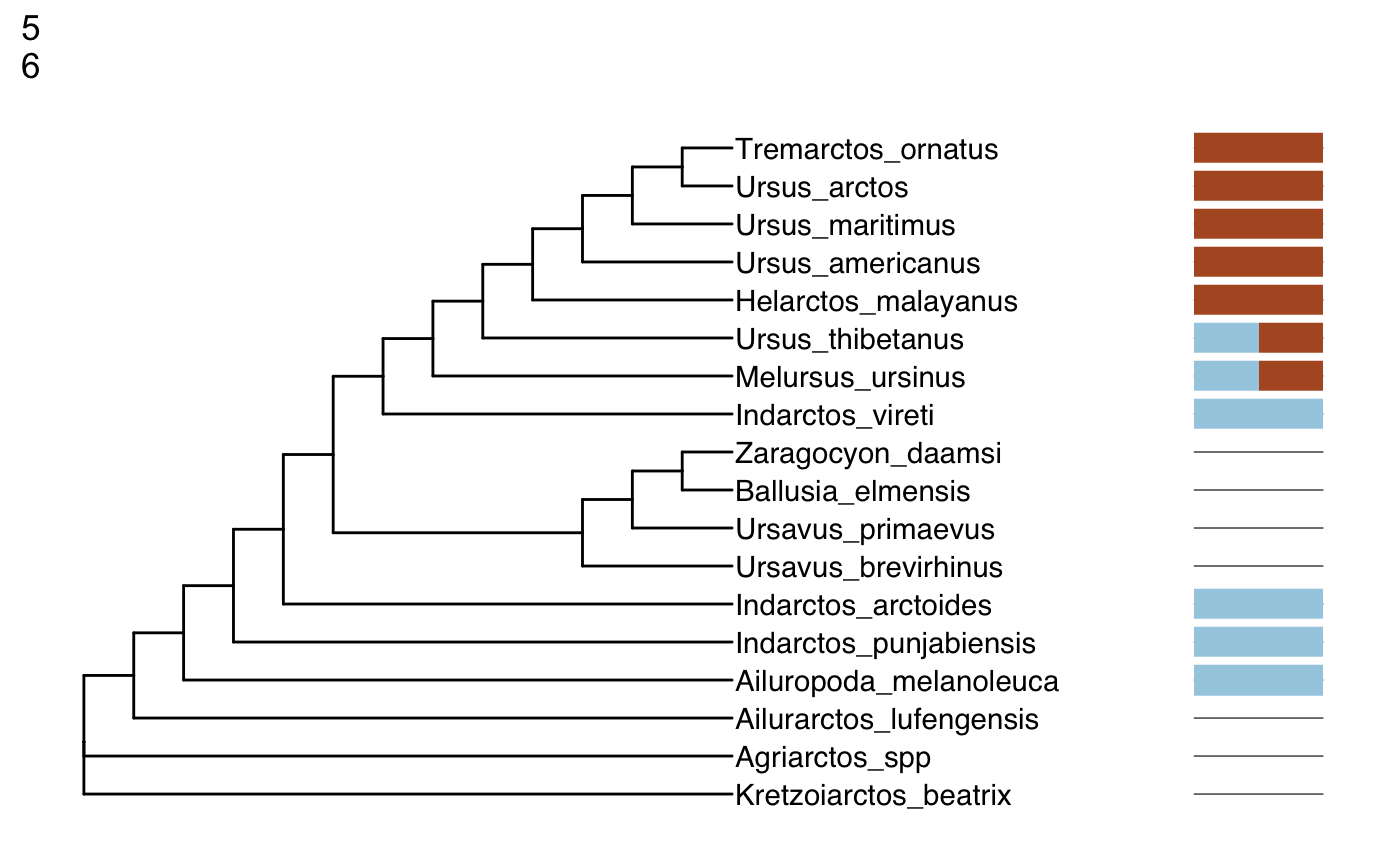 5
6
Tremarctos_ornatus
Ursus_arctos
Ursus_maritimus
Ursus_americanus
Helarctos_malayanus
Ursus_thibetanus
Melursus_ursinus
Indarctos_vireti
Zaragocyon_daamsi
Ballusia_elmensis
Ursavus_primaevus
Ursavus_brevirhinus
Indarctos_arctoides
Indarctos_punjabiensis
Ailuropoda_melanoleuca
Ailurarctos_lufengensis
Agriarctos_spp
Kretzoiarctos_beatrix